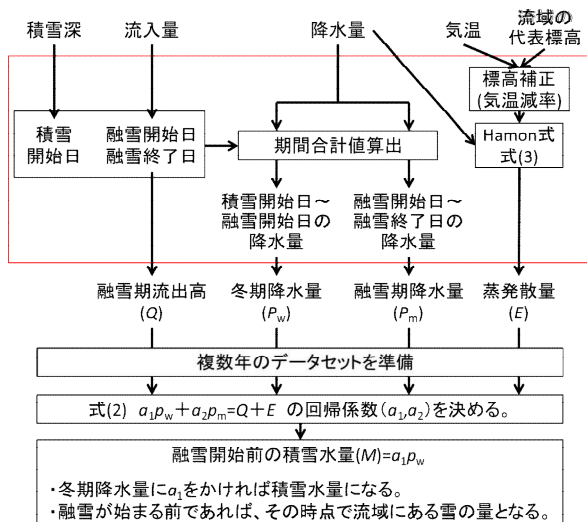 積雪深
流入量
降水量
気温
流域の
代表標高
標高補正
(気温減率)
積雪
開始日
融雪開始日
融雪終了日
期間合計値算出
Hamon式
式(3)
積雪開始日～
融雪開始日の
降水量
融雪開始日～
融雪終了日の
降水量
融雪期流出高
(Q)
冬期降水量
(Pw)
融雪期降水量
(Pm)
蒸発散量
(E)
複数年のデータセットを準備
式(2) a1pw+a2pm=Q+E の回帰係数(a1,a2)を決める。
融雪開始前の積雪水量(M)=a1pw
・冬期降水量にa1をかければ積雪水量になる。
・融雪が始まる前であれば、その時点で流域にある雪の量となる。